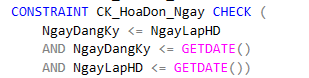 CONSTRAINT CK_HoaDon_Ngay CHECK (
NgayDangKy <= NgayLapHD
AND NgayDangKy <= GETDATE()
AND NgayLapHD <= GETDATE())